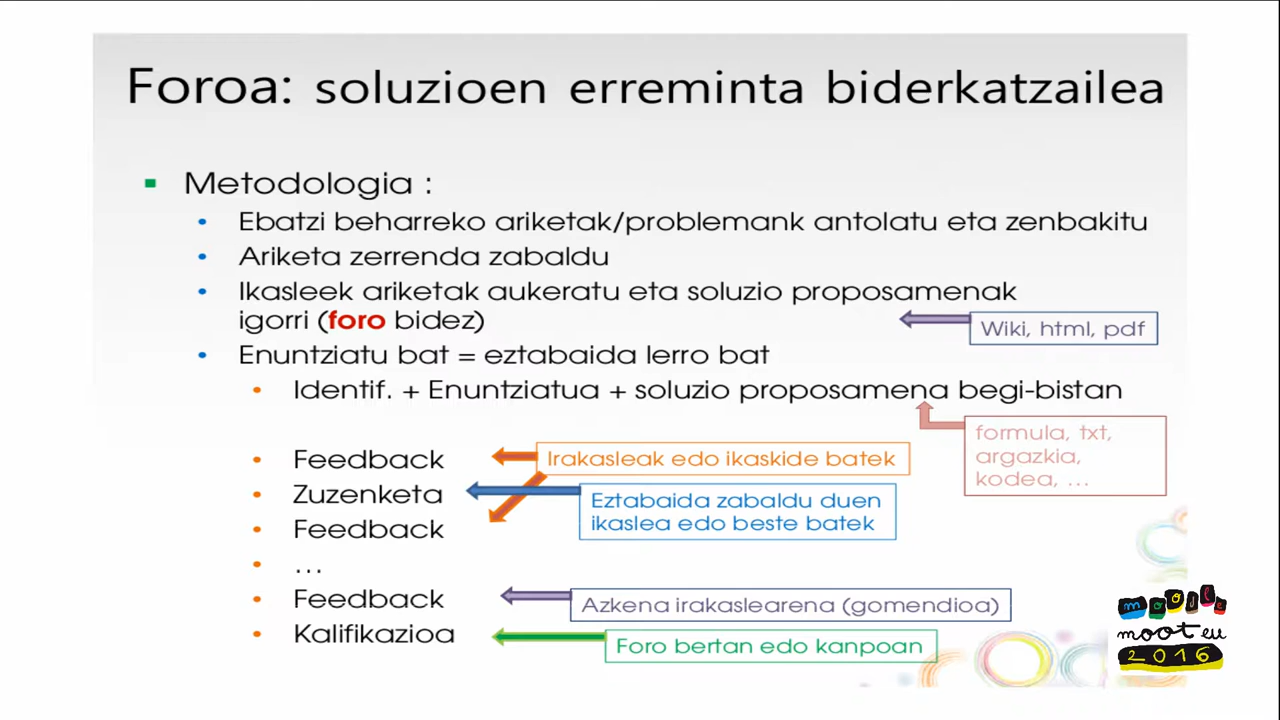 Foroa: soluzioen erreminta biderkatzailea
Metodologia :
Ebatzi beharreko ariketak/problemank antolatu eta zenbakitu
Ariketa zerrenda zabaldu
Ikasleek ariketak aukeratu eta soluzio proposamenak
igorri (foro bidez)
Wiki, html, pdf
Enuntziatu bat = eztabaida lerro bat
Identif. + Enuntziatua + soluzio proposamena begi-bistan
formula, txt,
argazkia,
kodea, ...
Feedback
Irakasleak edo ikaskide batek
Zuzenketa
Eztabaida zabaldu duen
ikaslea edo beste batek
Feedback
...
Feedback
Azkena irakaslearena (gomendioa)
Kalifikazioa
Foro bertan edo kanpoan
moodle
moot eu
2016